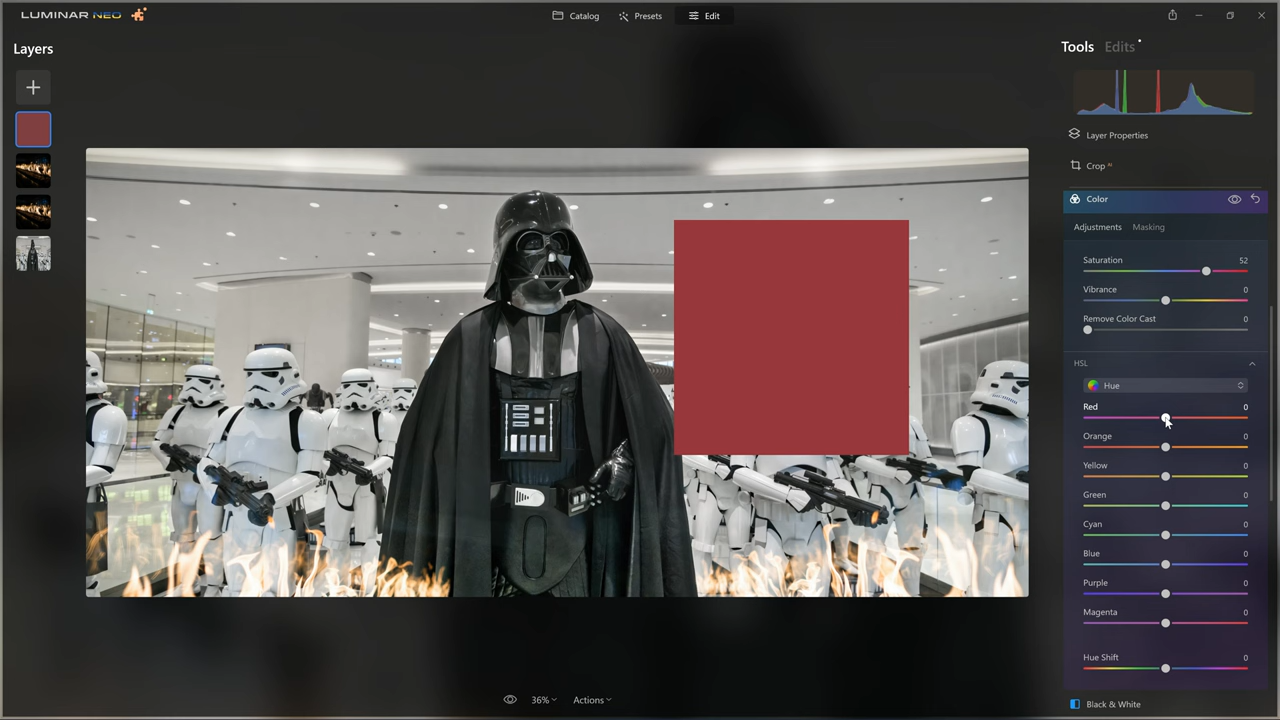 LUMINAR NEO
Catalog
Presets
Edit
Layers
Tools
Edits
Layer Properties
Crop AI
Color
Adjustments
Masking
Saturation 52
Vibrance 0
Remove Color Cast 0
HSL
Hue
Red 0
Orange 0
Yellow 0
Green 0
Cyan 0
Blue 0
Purple 0
Magenta 0
Hue Shift 0
Black & White
36%
Actions